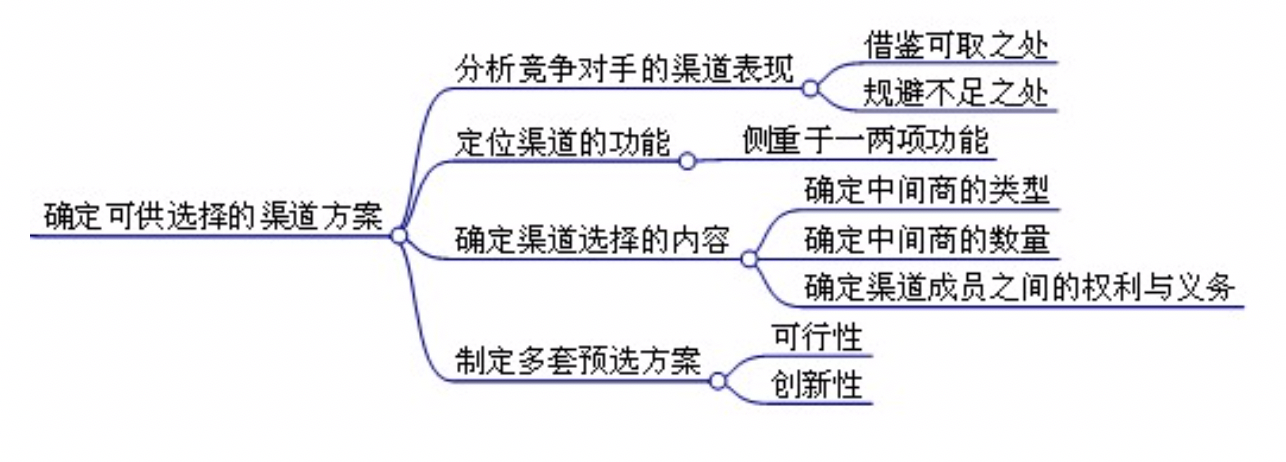 确定可供选择的渠道方案
分析竞争对手的渠道表现
借鉴可取之处
规避不足之处
定位渠道的功能
侧重于一两项功能
确定渠道选择的内容
确定中间商的类型
确定中间商的数量
确定渠道成员之间的权利与义务
制定多套预选方案
可行性
创新性